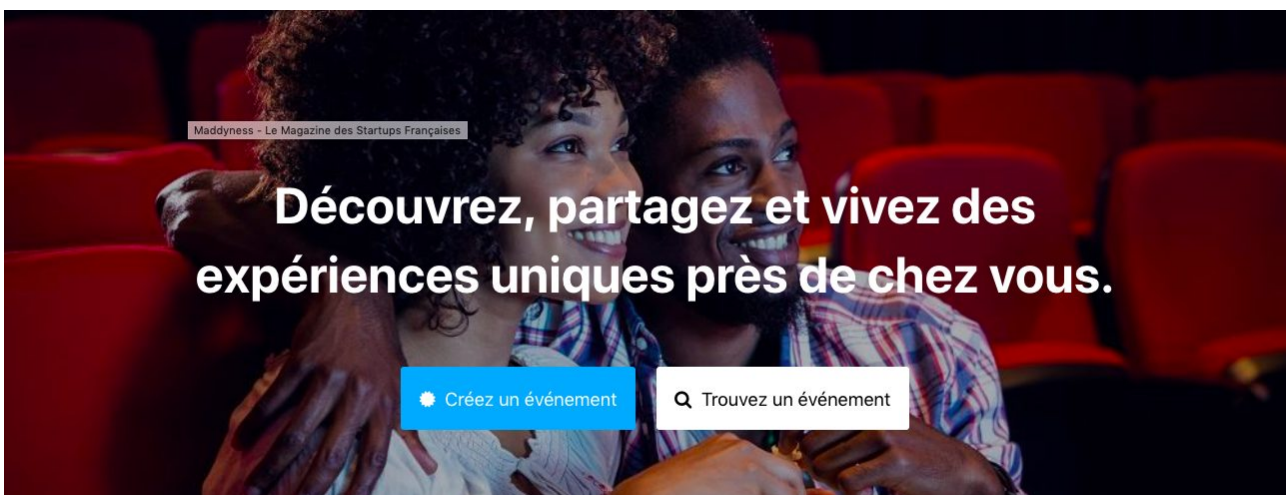 Maddyness - Le Magazine des Startups Françaises
Découvrez, partagez et vivez des
expériences uniques près de chez vous.
Créez un événement
Trouvez un événement